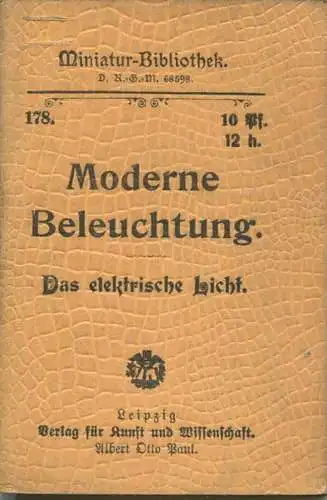 Miniatur-Bibliothek.
D. R.-G.-M. 68598.
178.
10 Pf.
12 h.
Moderne
Beleuchtung.
Das elektrische Licht.
Leipzig
Verlag für Kunst und Wissenschaft.
Albert Otto Paul.